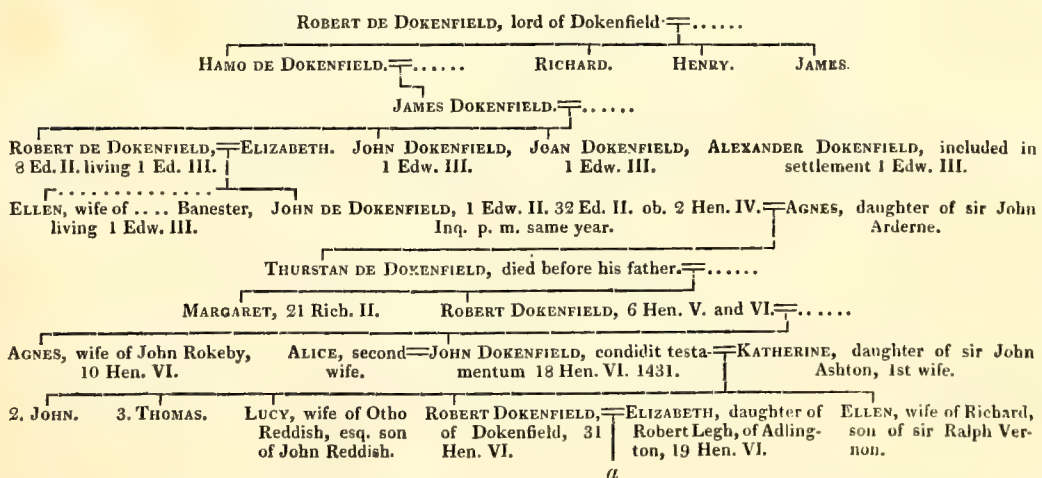 ROBERT DE DOKENFIELD, lord of Dokenfield. ......
HAMO DE DOKENFIELD. ...... RICHARD. HENRY. JAMES.
JAMES DOKENFIELD. ......
ROBERT DE DOKENFIELD, ELIZABETH. JOHN DOKENFIELD, JOAN DOKENFIELD, ALEXANDER DOKENFIELD, included in
8 Ed. II. living 1 Ed. III. 1 Edw. III. 1 Edw. III. settlement 1 Edw. III.
ELLEN, wife of .... Banester, JOHN DE DOKENFIELD, 1 Edw. II. 32 Ed. II. ob. 2 Hen. IV. AGNES, daughter of sir John
living 1 Edw. III. Inq. p. m. same year. Arderne.
THURSTAN DE DOKENFIELD, died before his father. ......
MARGARET, 21 Rich. II. ROBERT DOKENFIELD, 6 Hen. V. and VI. ......
AGNES, wife of John Rokeby, ALICE, second JOHN DOKENFIELD, condidit testa- KATHERINE, daughter of sir John
10 Hen. VI. wife. mentum 18 Hen. VI. 1431. Ashton, 1st wife.
2. JOHN. 3. THOMAS. LUCY, wife of Otho ROBERT DOKENFIELD, ELIZABETH, daughter of ELLEN, wife of Richard,
Reddish, esq. son of Dokenfield, 31 Robert Legh, of Adling- son of sir Ralph Ver-
of John Reddish. Hen. VI. ton, 19 Hen. VI. non.
a